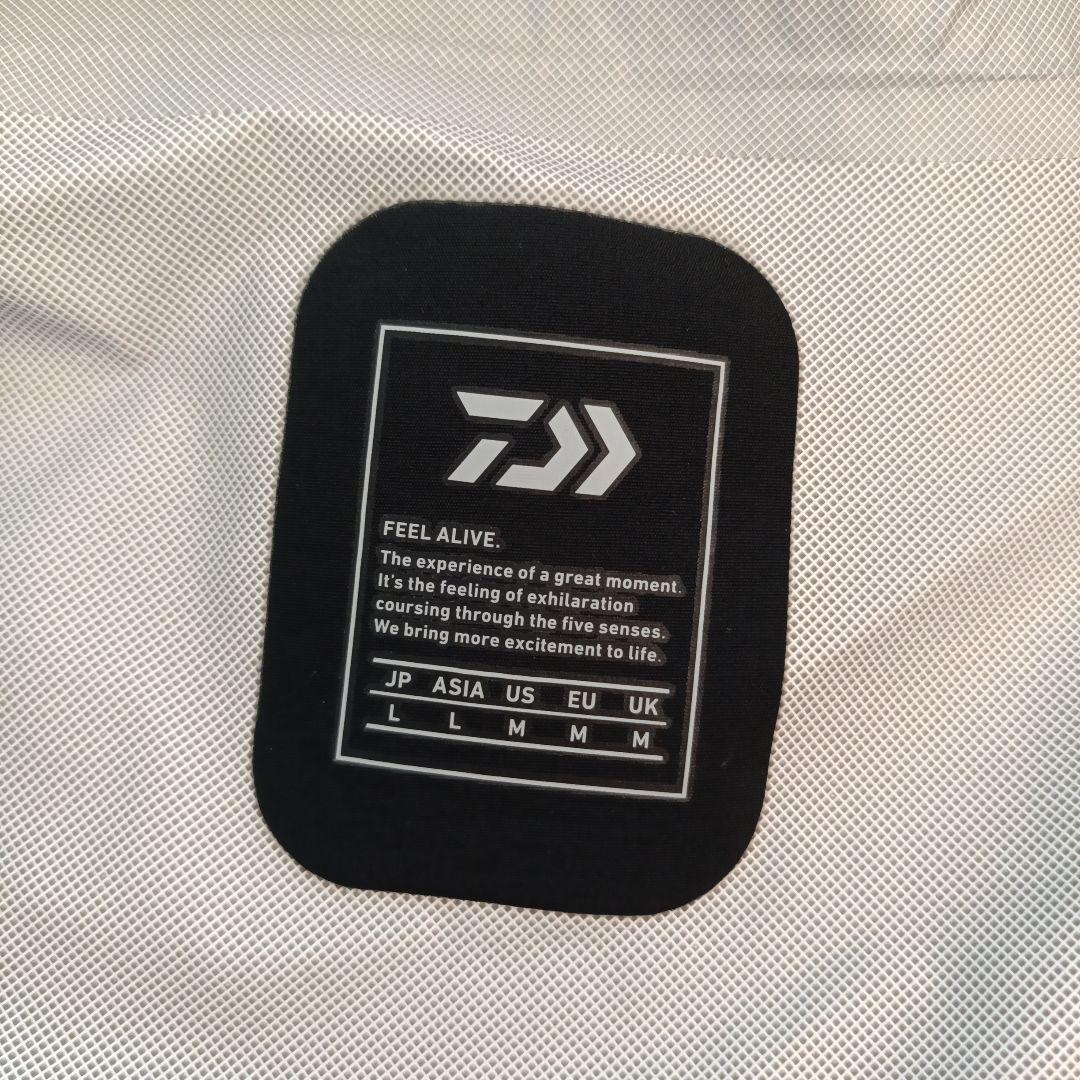 FEEL ALIVE.
The experience of a great moment.
It's the feeling of exhilaration
coursing through the five senses.
We bring more excitement to life.
JP ASIA US EU UK
L L M M M